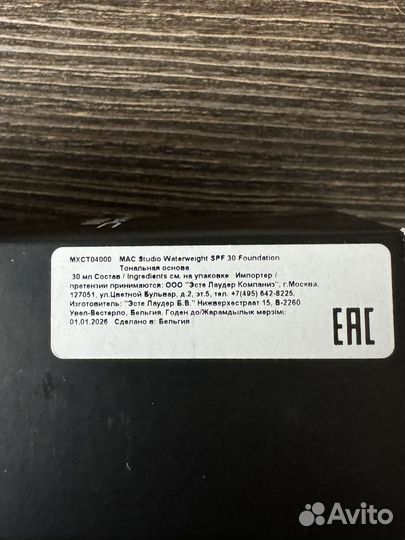 MXCT04000 MAC Studio Waterweight SPF 30 Foundation
Тональная основа
30 мл Состав / Ingredients см. на упаковке Импортер /
претензии принимаются: ООО "Эсте Лаудер Компаниз", г.Москва,
127051, ул.Цветной Бульвар, д.2, эт.5, тел. +7(495) 642-8225,
Изготовитель: "Эсте Лаудер Б.В." Нижверхестраат 15, B-2260
Увел-Вестерло, Бельгия. Годен до/Жарамдылық мерзімі:
01.01.2026 Сделано в: Бельгия
EAC
Avito